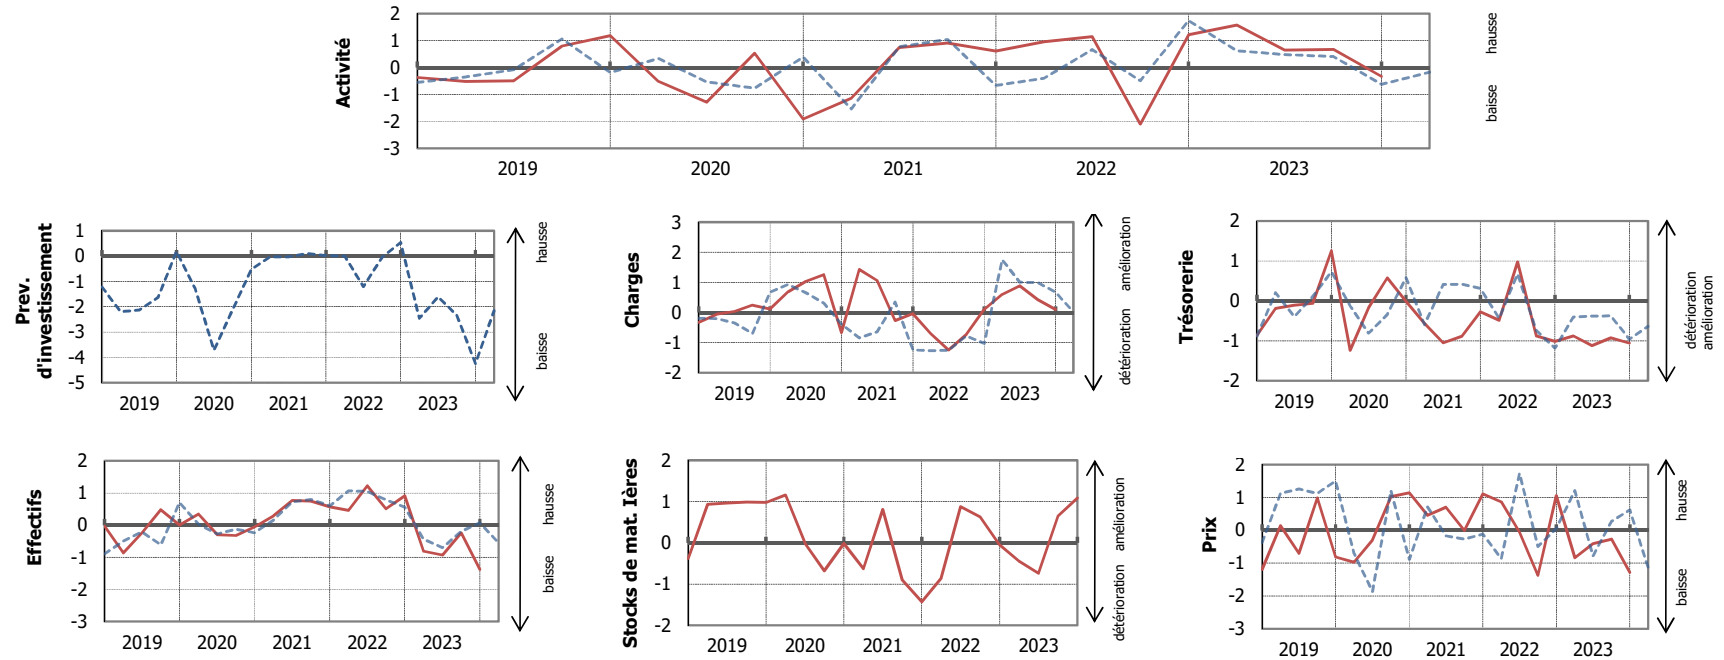 Activité
2
1
0
-1
-2
-3
hausse
baisse
2019 2020 2021 2022 2023
Prev.
d'investissement
1
0
-1
-2
-3
-4
-5
hausse
baisse
2019 2020 2021 2022 2023
Charges
3
2
1
0
-1
-2
amélioration
détérioration
2019 2020 2021 2022 2023
Trésorerie
2
1
0
-1
-2
détérioration
amélioration
2019 2020 2021 2022 2023
Effectifs
2
1
0
-1
-2
-3
hausse
baisse
2019 2020 2021 2022 2023
Stocks de mat. Ières
2
1
0
-1
-2
amélioration
détérioration
2019 2020 2021 2022 2023
Prix
2
1
0
-1
-2
-3
hausse
baisse
2019 2020 2021 2022 2023